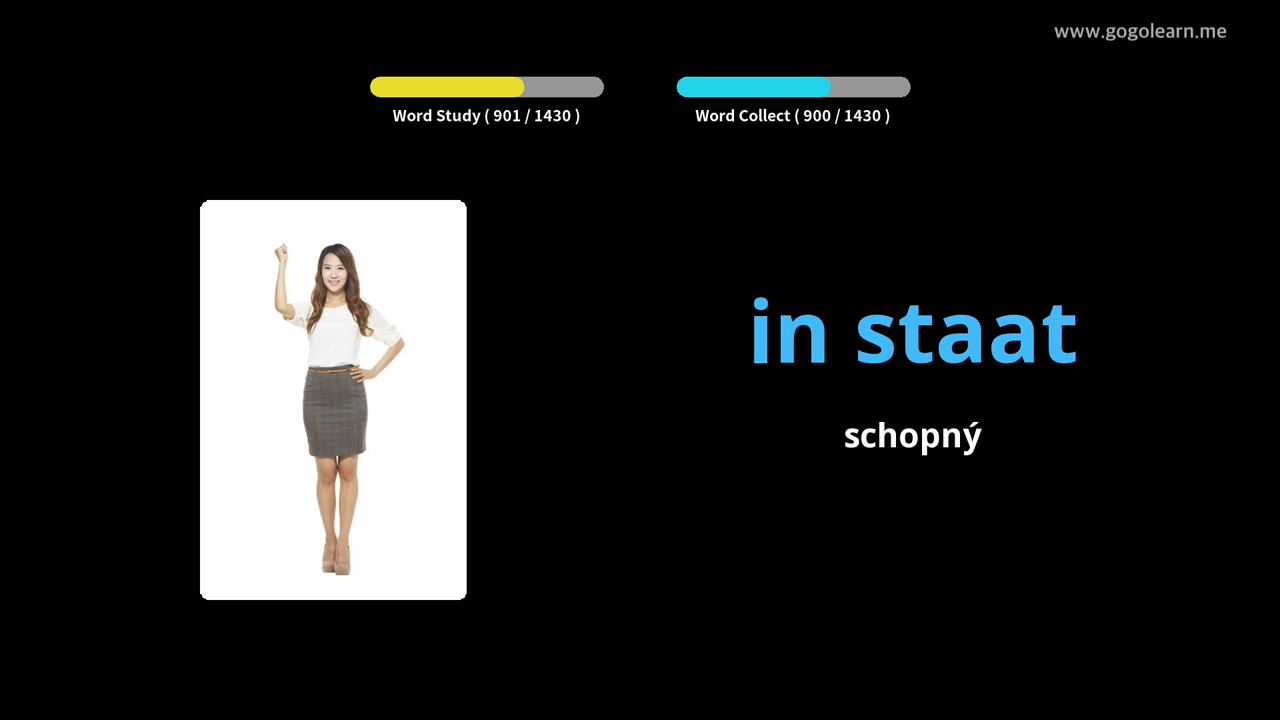 www.gogolearn.me
Word Study ( 901 / 1430 )
Word Collect ( 900 / 1430 )
in staat
schopný